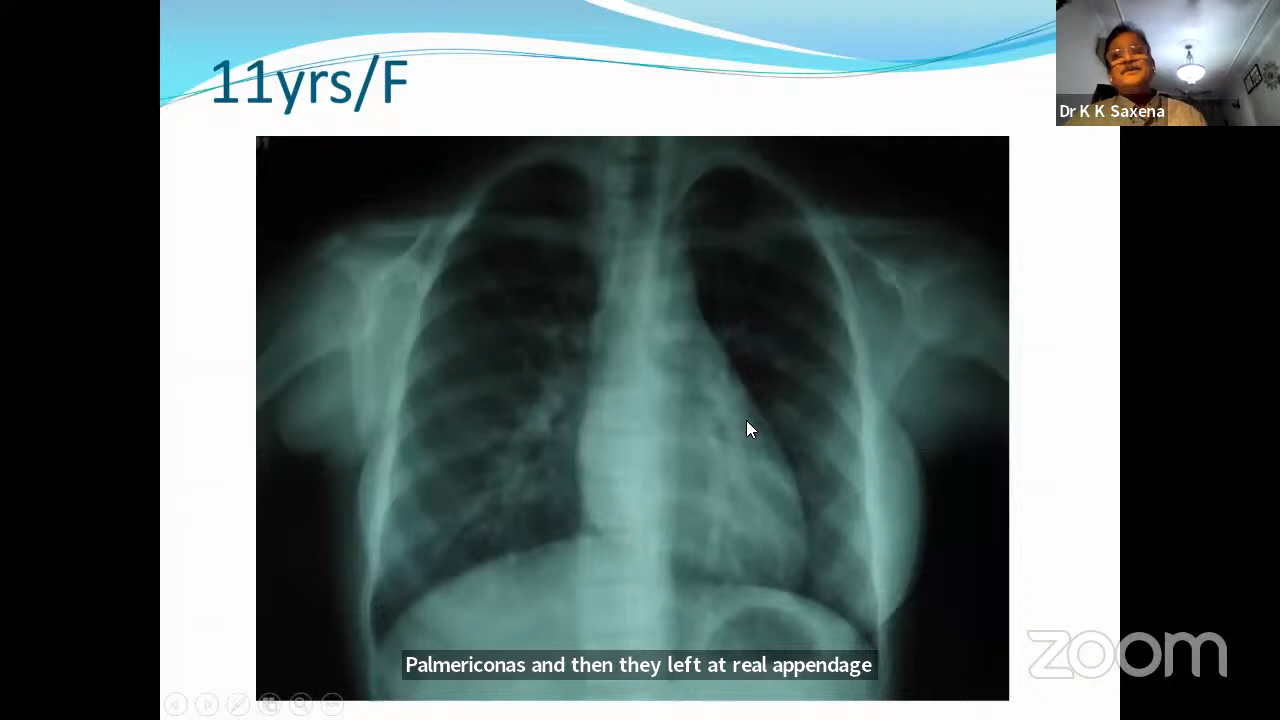 11yrs/F
Dr K K Saxena
Palmericonas and then they left at real appendage
zoom